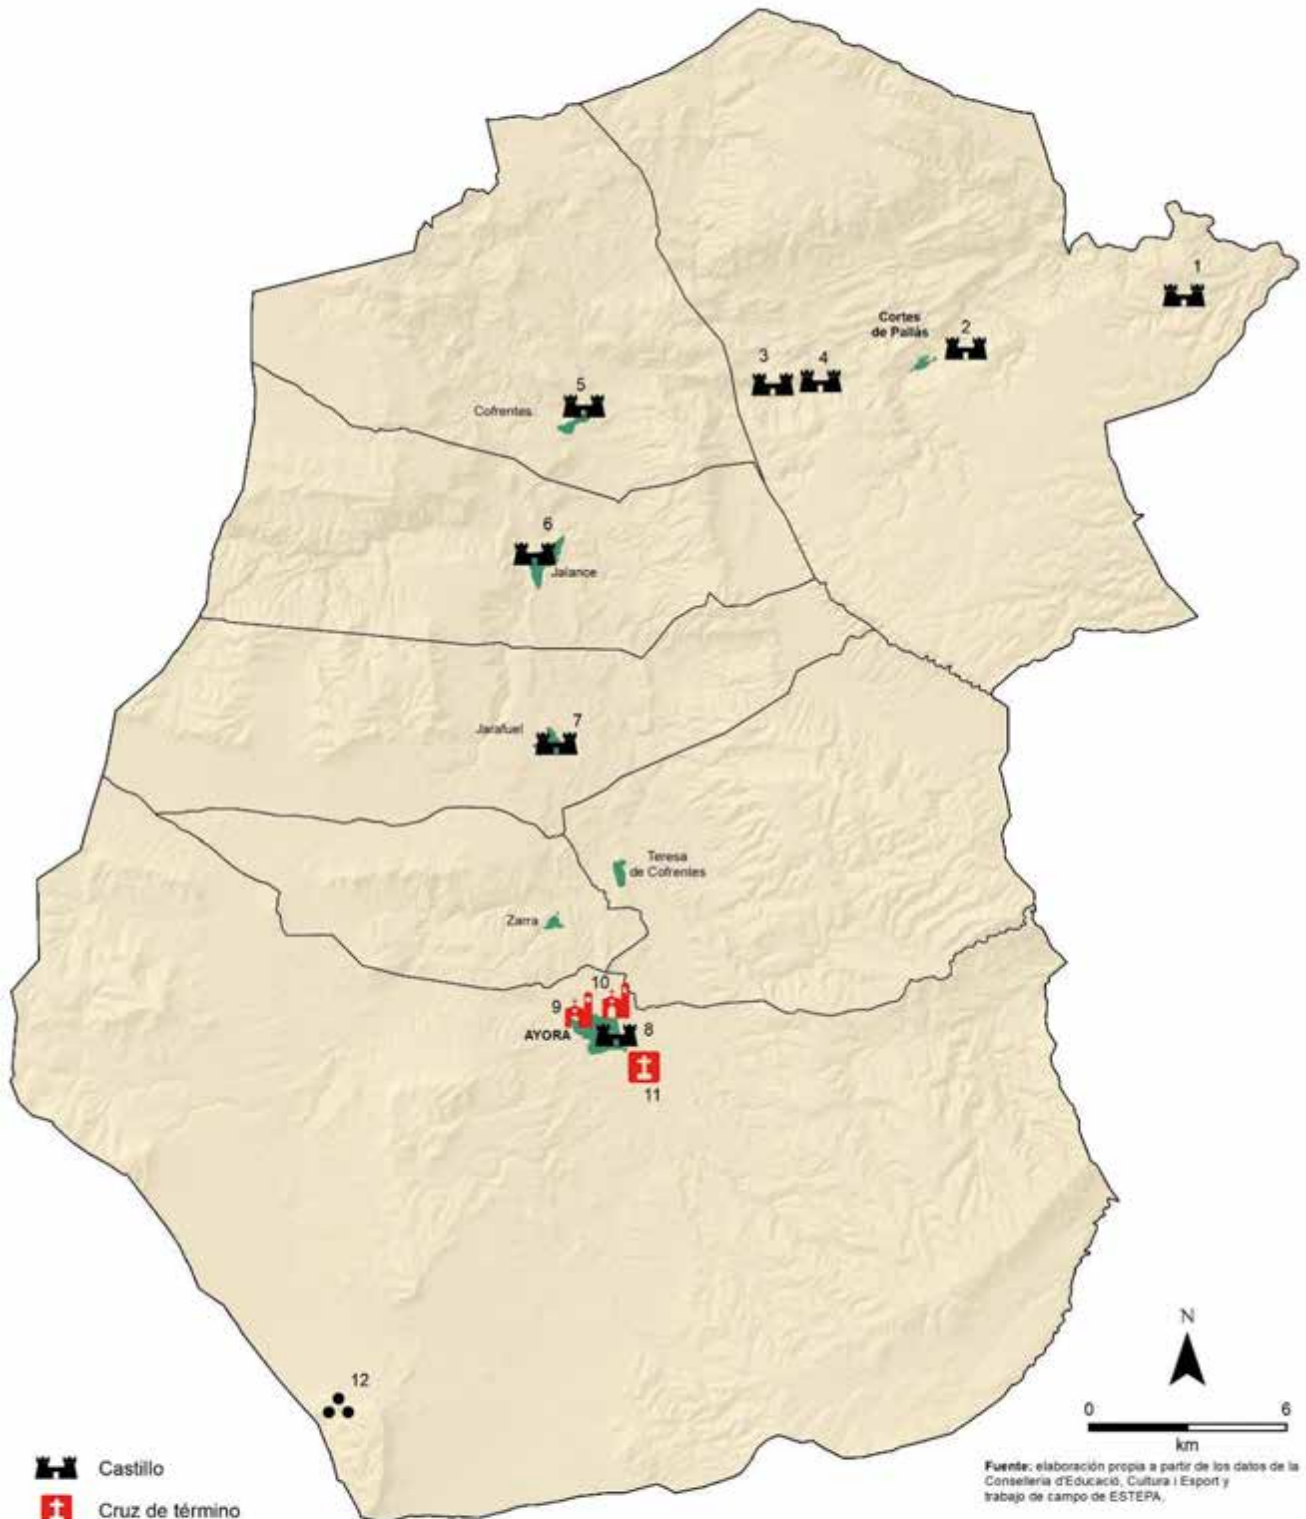 1
Cortes
de Pallás
2
3
4
5
Cofrentes
6
Jalance
Jarafuel
7
Teresa
de Cofrentes
Zarra
10
9
AYORA
8
11
12
N
0 6
km
Castillo
Cruz de término
Fuente: elaboración propia a partir de los datos de la
Conselleria d'Educació, Cultura i Esport y
trabajo de campo de ESTEPA.